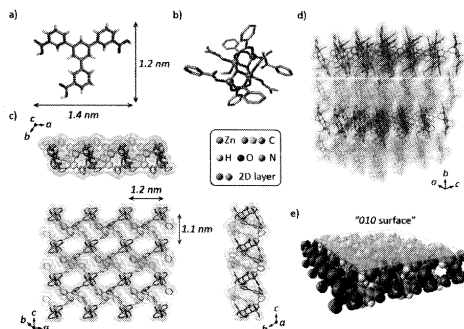 a)
1.2 nm
1.4 nm
b)
c)
c
a
b
Zn C
H O N
2D layer
1.2 nm
1.1 nm
b
c
a
c
a
b
d)
b
a c
e)
"010 surface"